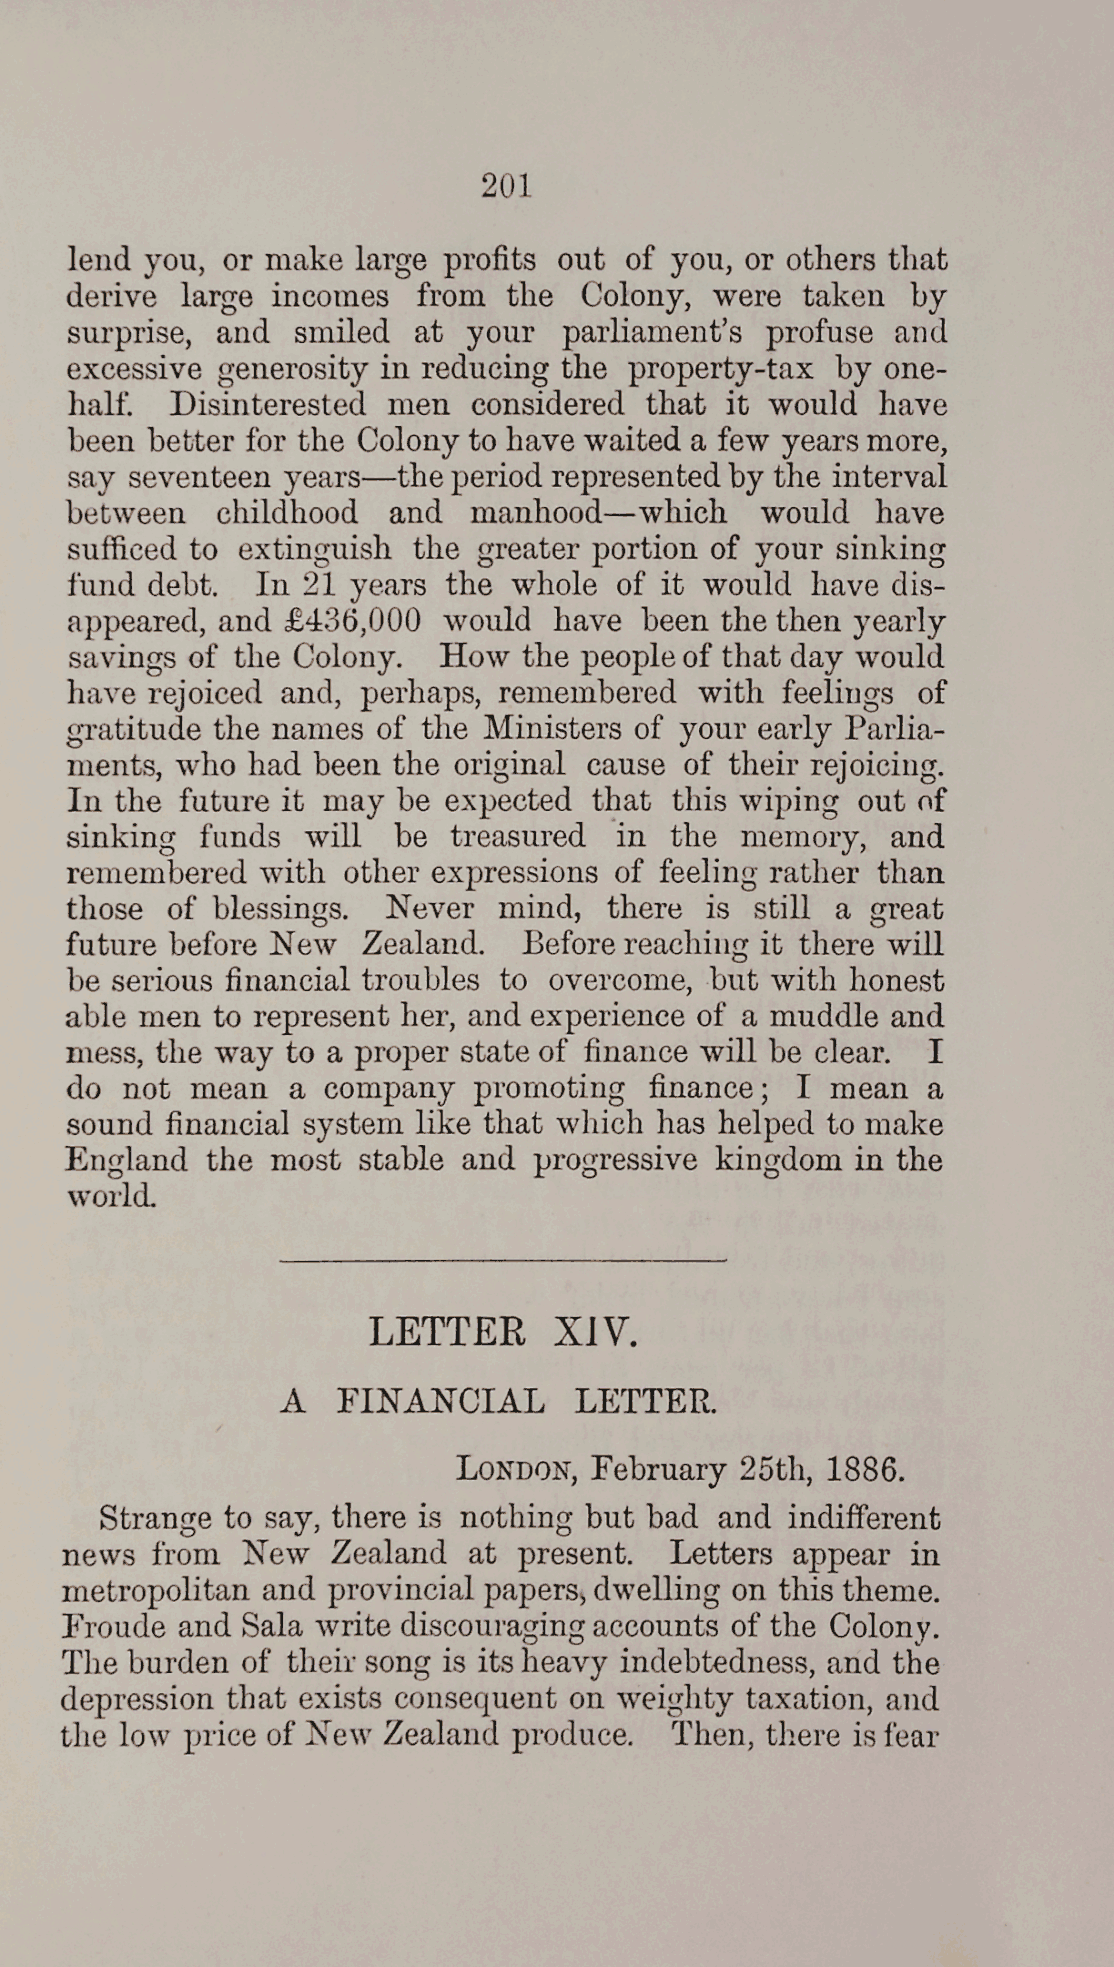 201
lend you, or make large profits out of you, or others that
derive large incomes from the Colony, were taken by
surprise, and smiled at your parliament's profuse and
excessive generosity in reducing the property-tax by one-
half. Disinterested men considered that it would have
been better for the Colony to have waited a few years more,
say seventeen years—the period represented by the interval
between childhood and manhood—which would have
sufficed to extinguish the greater portion of your sinking
fund debt. In 21 years the whole of it would have dis-
appeared, and £436,000 would have been the then yearly
savings of the Colony. How the people of that day would
have rejoiced and, perhaps, remembered with feelings of
gratitude the names of the Ministers of your early Parlia-
ments, who had been the original cause of their rejoicing.
In the future it may be expected that this wiping out of
sinking funds will be treasured in the memory, and
remembered with other expressions of feeling rather than
those of blessings. Never mind, there is still a great
future before New Zealand. Before reaching it there will
be serious financial troubles to overcome, but with honest
able men to represent her, and experience of a muddle and
mess, the way to a proper state of finance will be clear. I
do not mean a company promoting finance; I mean a
sound financial system like that which has helped to make
England the most stable and progressive kingdom in the
world.
LETTER XIV.
A FINANCIAL LETTER.
LONDON, February 25th, 1886.
Strange to say, there is nothing but bad and indifferent
news from New Zealand at present. Letters appear in
metropolitan and provincial papers, dwelling on this theme.
Froude and Sala write discouraging accounts of the Colony.
The burden of their song is its heavy indebtedness, and the
depression that exists consequent on weighty taxation, and
the low price of New Zealand produce. Then, there is fear